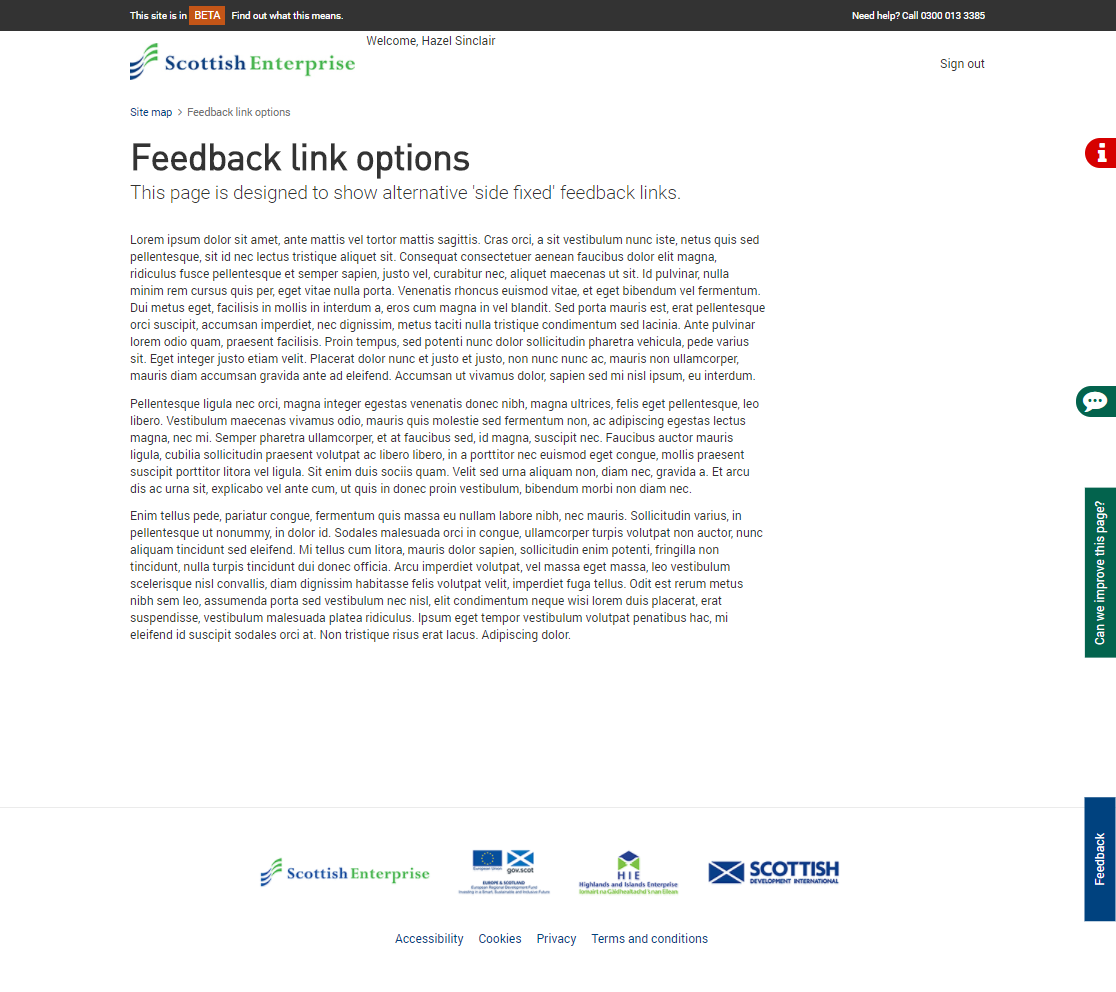 This site is in BETA Find out what this means.
Need help? Call 0300 013 3385
Welcome, Hazel Sinclair
Scottish Enterprise
Sign out
Site map > Feedback link options
Feedback link options
This page is designed to show alternative 'side fixed' feedback links.
Lorem ipsum dolor sit amet, ante mattis vel tortor mattis sagittis. Cras orci, a sit vestibulum nunc iste, netus quis sed
pellentesque, sit id nec lectus tristique aliquet sit. Consequat consectetuer aenean faucibus dolor elit magna,
ridiculus fusce pellentesque et semper sapien, justo vel, curabitur nec, aliquet maecenas ut sit. Id pulvinar, nulla
minim rem cursus quis per, eget vitae nulla porta. Venenatis rhoncus euismod vitae, et eget bibendum vel fermentum.
Dui metus eget, facilisis in mollis in interdum a, eros cum magna in vel blandit. Sed porta mauris est, erat pellentesque
orci suscipit, accumsan imperdiet, nec dignissim, metus taciti nulla tristique condimentum sed lacinia. Ante pulvinar
lorem odio quam, praesent facilisis. Proin tempus, sed potenti nunc dolor sollicitudin pharetra vehicula, pede varius
sit. Eget integer justo etiam velit. Placerat dolor nunc et justo et justo, non nunc nunc ac, mauris non ullamcorper,
mauris diam accumsan gravida ante ad eleifend. Accumsan ut vivamus dolor, sapien sed mi nisl ipsum, eu interdum.
Pellentesque ligula nec orci, magna integer egestas venenatis donec nibh, magna ultrices, felis eget pellentesque, leo
libero. Vestibulum maecenas vivamus odio, mauris quis molestie sed fermentum non, ac adipiscing egestas lectus
magna, nec mi. Semper pharetra ullamcorper, et at faucibus sed, id magna, suscipit nec. Faucibus auctor mauris
ligula, cubilia sollicitudin praesent volutpat ac libero libero, in a porttitor nec euismod eget congue, mollis praesent
suscipit porttitor litora vel ligula. Sit enim duis sociis quam. Velit sed urna aliquam non, diam nec, gravida a. Et arcu
dis ac urna sit, explicabo vel ante cum, ut quis in donec proin vestibulum, bibendum morbi non diam nec.
Enim tellus pede, pariatur congue, fermentum quis massa eu nullam labore nibh, nec mauris. Sollicitudin varius, in
pellentesque ut nonummy, in dolor id. Sodales malesuada orci in congue, ullamcorper turpis volutpat non auctor, nunc
aliquam tincidunt sed eleifend. Mi tellus cum litora, mauris dolor sapien, sollicitudin enim potenti, fringilla non
tincidunt, nulla turpis tincidunt dui donec officia. Arcu imperdiet volutpat, vel massa eget massa, leo vestibulum
scelerisque nisl convallis, diam dignissim habitasse felis volutpat velit, imperdiet fuga tellus. Odit est rerum metus
nibh sem leo, assumenda porta sed vestibulum nec nisl, elit condimentum neque wisi lorem duis placerat, erat
suspendisse, vestibulum malesuada platea ridiculus. Ipsum eget tempor vestibulum volutpat penatibus hac, mi
eleifend id suscipit sodales orci at. Non tristique risus erat lacus. Adipiscing dolor.
Can we improve this page?
Feedback
Scottish Enterprise
European Union
gov.scot
EUROPE & SCOTLAND
European Regional Development Fund
Investing in a Smart, Sustainable and Inclusive Future
HIE
Highlands and Islands Enterprise
Iomairt na Gàidhealtachd 's nan Eilean
SCOTTISH
DEVELOPMENT INTERNATIONAL
Accessibility Cookies Privacy Terms and conditions